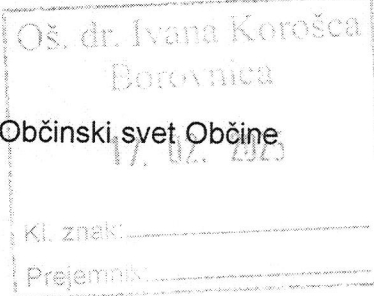 Oš. dr. Ivana Korošca
Borovnica
Občinski svet Občine
17. 02. 2025
Kl. znak:
Prejemnik: